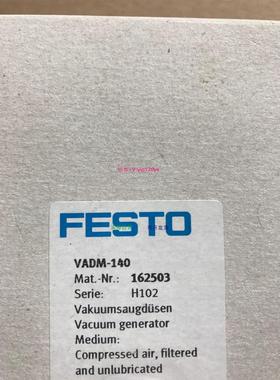 FESTO
VADM-140
Mat.-Nr.: 162503
Serie: H102
Vakuumsaugdüsen
Vacuum generator
Medium:
Compressed air, filtered
and unlubricated